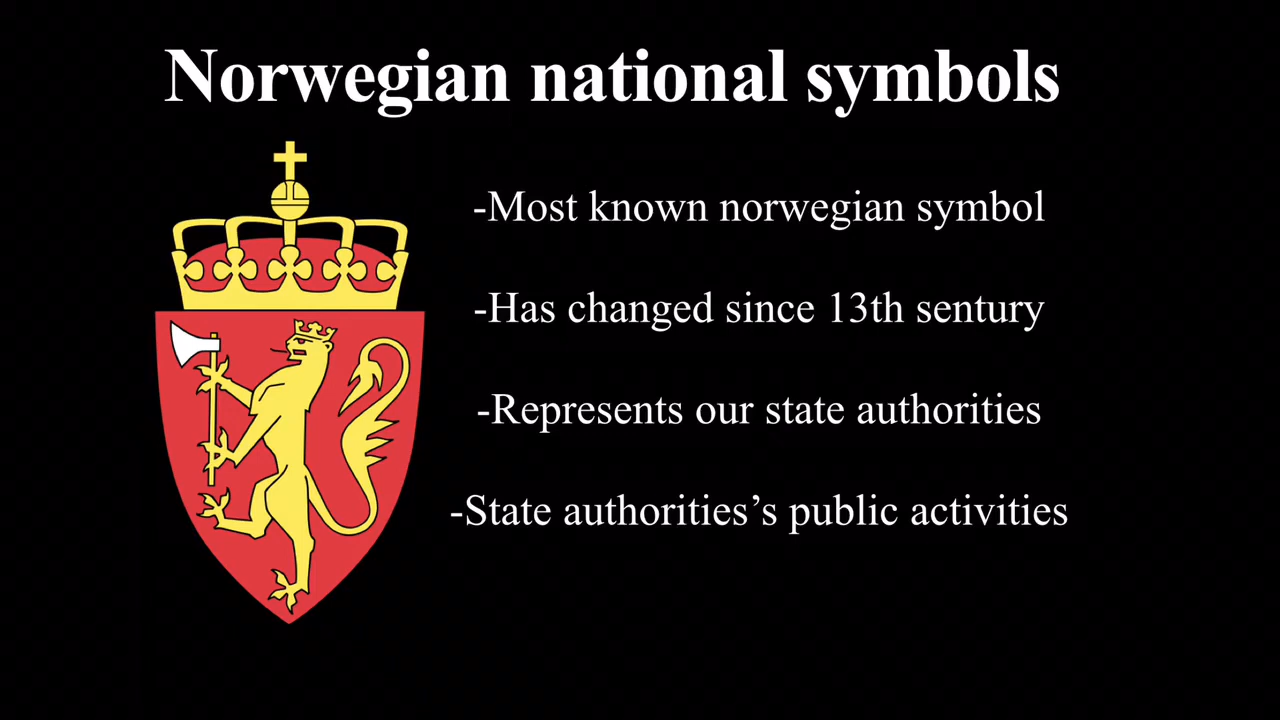 Norwegian national symbols
-Most known norwegian symbol
-Has changed since 13th sentury
-Represents our state authorities
-State authorities’s public activities